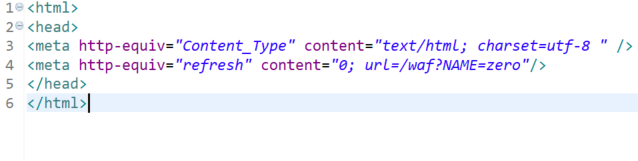 1 <html>
2 <head>
3 <meta http-equiv="Content_Type" content="text/html; charset=utf-8 " />
4 <meta http-equiv="refresh" content="0; url=/waf?NAME=zero"/>
5 </head>
6 </html>